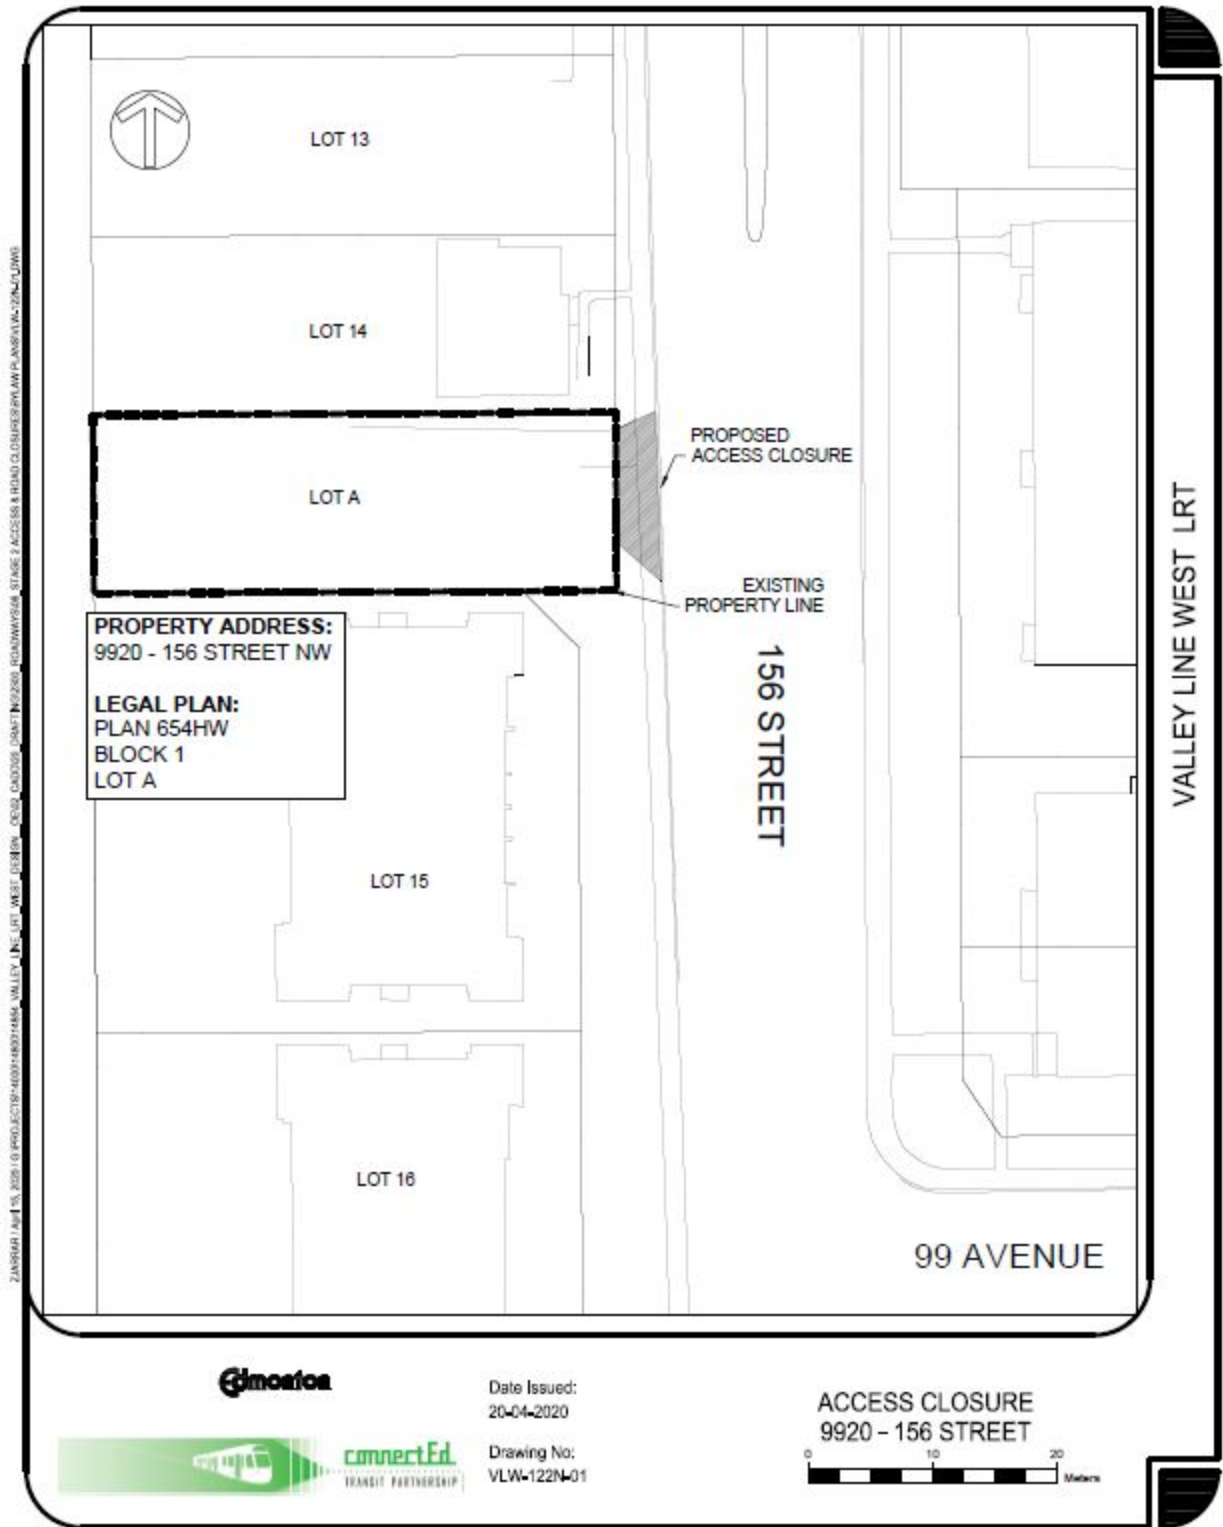 LOT 13
LOT 14
LOT A
PROPOSED
ACCESS CLOSURE
EXISTING
PROPERTY LINE
PROPERTY ADDRESS:
9920 - 156 STREET NW
LEGAL PLAN:
PLAN 654HW
BLOCK 1
LOT A
156 STREET
LOT 15
LOT 16
99 AVENUE
VALLEY LINE WEST LRT
Edmonton
connectEd
TRANSIT PARTNERSHIP
Date Issued:
20-04-2020
Drawing No:
VLW-122N-01
ACCESS CLOSURE
9920 – 156 STREET
0 10 20
Meters